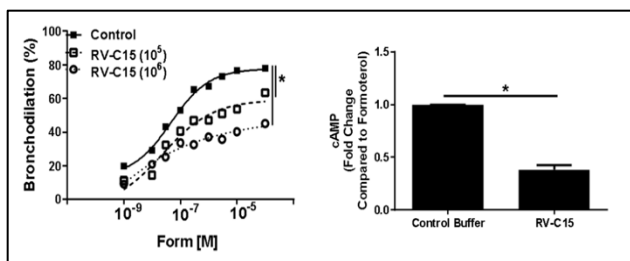 Control
RV-C15 (10⁵)
RV-C15 (10⁶)
Bronchodilation (%)
100
80
60
40
20
0
*
10⁻⁹
10⁻⁷
10⁻⁵
Form [M]
cAMP
(Fold Change
Compared to Formoterol)
1.5
1.0
0.5
0.0
*
Control Buffer
RV-C15